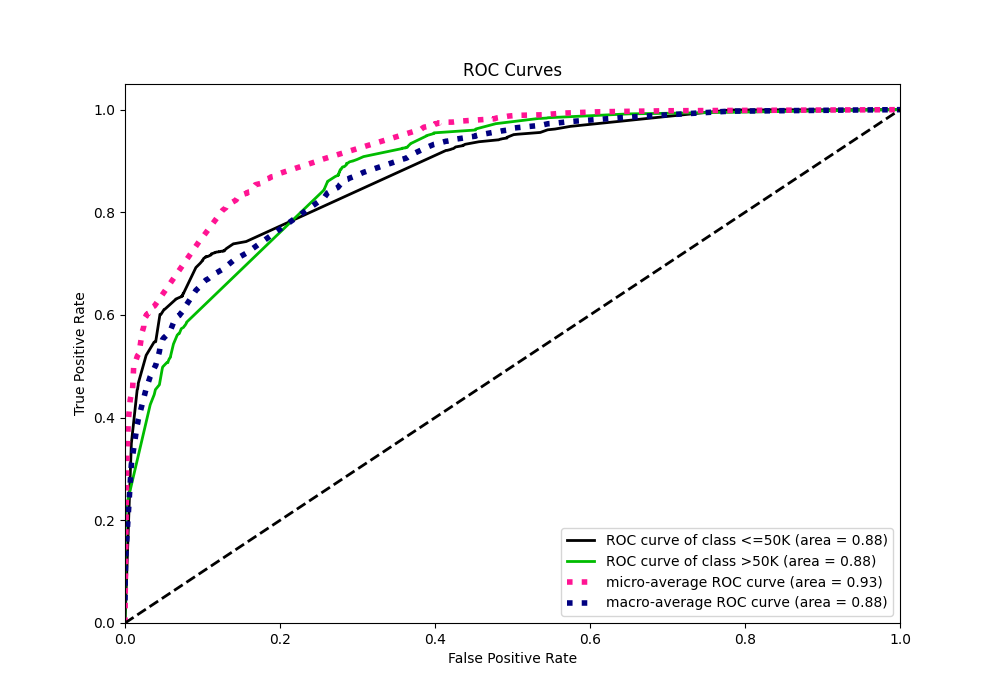 ROC Curves
True Positive Rate
1.0
0.8
0.6
0.4
0.2
0.0
0.0 0.2 0.4 0.6 0.8 1.0
False Positive Rate
ROC curve of class <=50K (area = 0.88)
ROC curve of class >50K (area = 0.88)
micro-average ROC curve (area = 0.93)
macro-average ROC curve (area = 0.88)